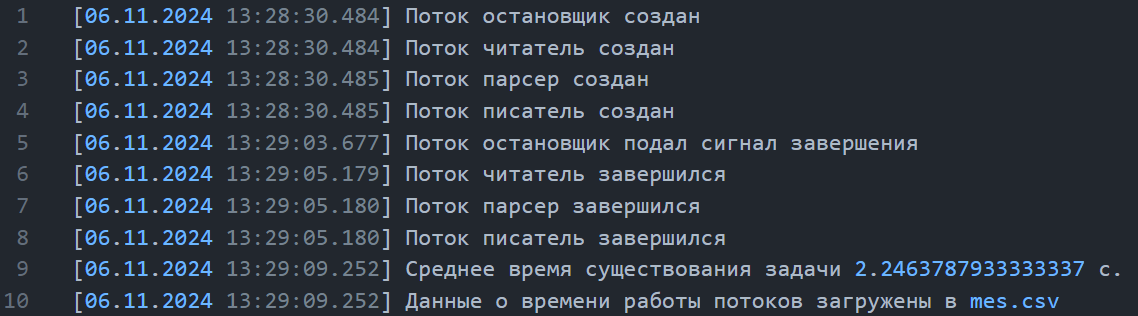 1 [06.11.2024 13:28:30.484] Поток остановщик создан
2 [06.11.2024 13:28:30.484] Поток читатель создан
3 [06.11.2024 13:28:30.485] Поток парсер создан
4 [06.11.2024 13:28:30.485] Поток писатель создан
5 [06.11.2024 13:29:03.677] Поток остановщик подал сигнал завершения
6 [06.11.2024 13:29:05.179] Поток читатель завершился
7 [06.11.2024 13:29:05.180] Поток парсер завершился
8 [06.11.2024 13:29:05.180] Поток писатель завершился
9 [06.11.2024 13:29:09.252] Среднее время существования задачи 2.2463787933333337 с.
10 [06.11.2024 13:29:09.252] Данные о времени работы потоков загружены в mes.csv